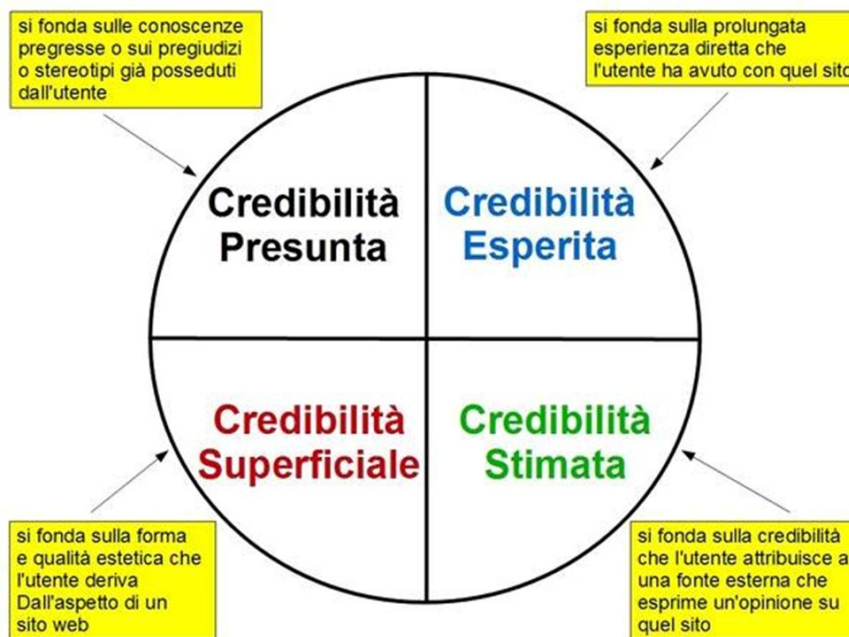 si fonda sulle conoscenze
pregresse o sui pregiudizi
o stereotipi già posseduti
dall'utente
si fonda sulla prolungata
esperienza diretta che
l'utente ha avuto con quel sito
Credibilità
Presunta
Credibilità
Esperita
Credibilità
Superficiale
Credibilità
Stimata
si fonda sulla forma
e qualità estetica che
l'utente deriva
Dall'aspetto di un
sito web
si fonda sulla credibilità
che l'utente attribuisce a
una fonte esterna che
esprime un'opinione su
quel sito